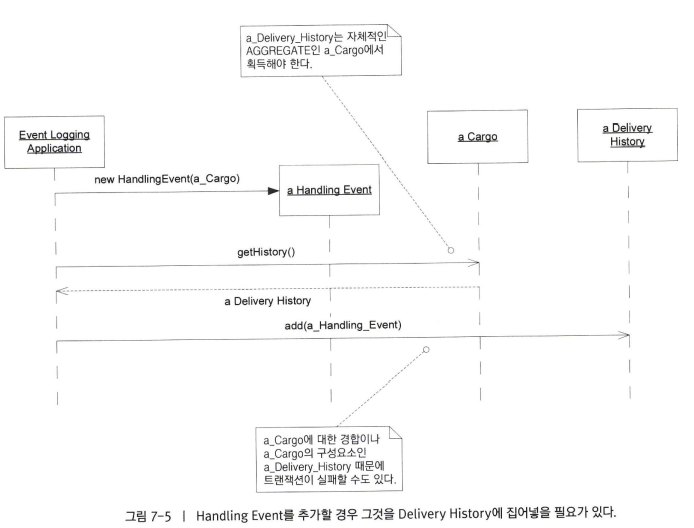 a_Delivery_History는 자체적인
AGGREGATE인 a_Cargo에서
획득해야 한다.
Event Logging
Application
a Cargo
a Delivery
History
new HandlingEvent(a_Cargo)
a Handling Event
getHistory()
a Delivery History
add(a_Handling_Event)
a_Cargo에 대한 경합이나
a_Cargo의 구성요소인
a_Delivery_History 때문에
트랜잭션이 실패할 수도 있다.
그림 7-5 | Handling Event를 추가할 경우 그것을 Delivery History에 집어넣을 필요가 있다.